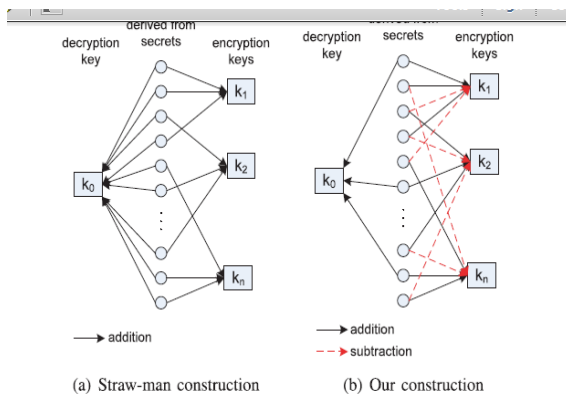 decryption key
derived from secrets
encryption keys
k1
k2
k0
kn
addition
(a) Straw-man construction
decryption key
secrets
encryption keys
k1
k2
k0
kn
addition
subtraction
(b) Our construction